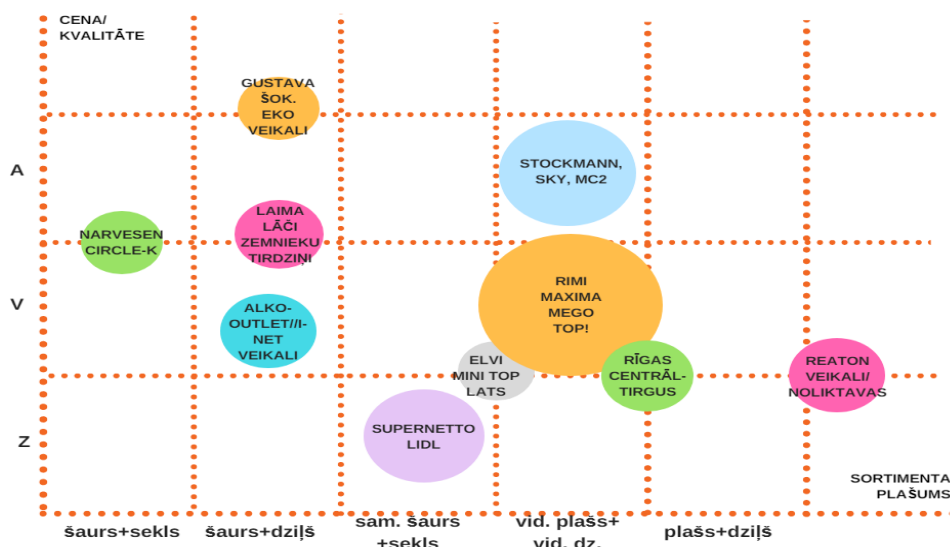 CENA/
KVALITĀTE
GUSTAVA
ŠOK.
EKO
VEIKALI
A
STOCKMANN,
SKY, MC2
NARVESEN
CIRCLE-K
LAIMA
LĀČI
ZEMNIEKU
TIRDZIŅI
V
ALKO-
OUTLET//I-
NET
VEIKALI
RIMI
MAXIMA
MEGO
TOP!
ELVI
MINI TOP
LATS
RĪGAS
CENTRĀL-
TIRGUS
REATON
VEIKALI/
NOLIKTAVAS
Z
SUPERNETTO
LIDL
SORTIMENTA
PLAŠUMS
šaurs+sekls
šaurs+dziļš
sam. šaurs
+sekls
vid. plašs+
vid. dz.
plašs+dziļš